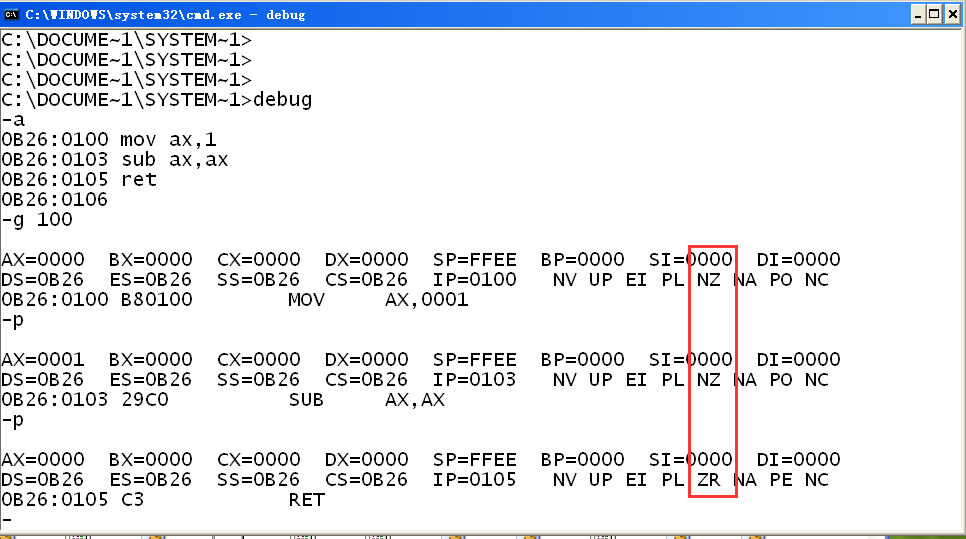 C:\WINDOWS\system32\cmd.exe - debug
C:\DOCUME~1\SYSTEM~1>
C:\DOCUME~1\SYSTEM~1>
C:\DOCUME~1\SYSTEM~1>
C:\DOCUME~1\SYSTEM~1>debug
-a
0B26:0100 mov ax,1
0B26:0103 sub ax,ax
0B26:0105 ret
0B26:0106
-g 100
AX=0000  BX=0000  CX=0000  DX=0000  SP=FFEE  BP=0000  SI=0000  DI=0000
DS=0B26  ES=0B26  SS=0B26  CS=0B26  IP=0100   NV UP EI PL NZ NA PO NC
0B26:0100 B80100          MOV     AX,0001
-p
AX=0001  BX=0000  CX=0000  DX=0000  SP=FFEE  BP=0000  SI=0000  DI=0000
DS=0B26  ES=0B26  SS=0B26  CS=0B26  IP=0103   NV UP EI PL NZ NA PO NC
0B26:0103 29C0          SUB     AX,AX
-p
AX=0000  BX=0000  CX=0000  DX=0000  SP=FFEE  BP=0000  SI=0000  DI=0000
DS=0B26  ES=0B26  SS=0B26  CS=0B26  IP=0105   NV UP EI PL ZR NA PE NC
0B26:0105 C3            RET
-